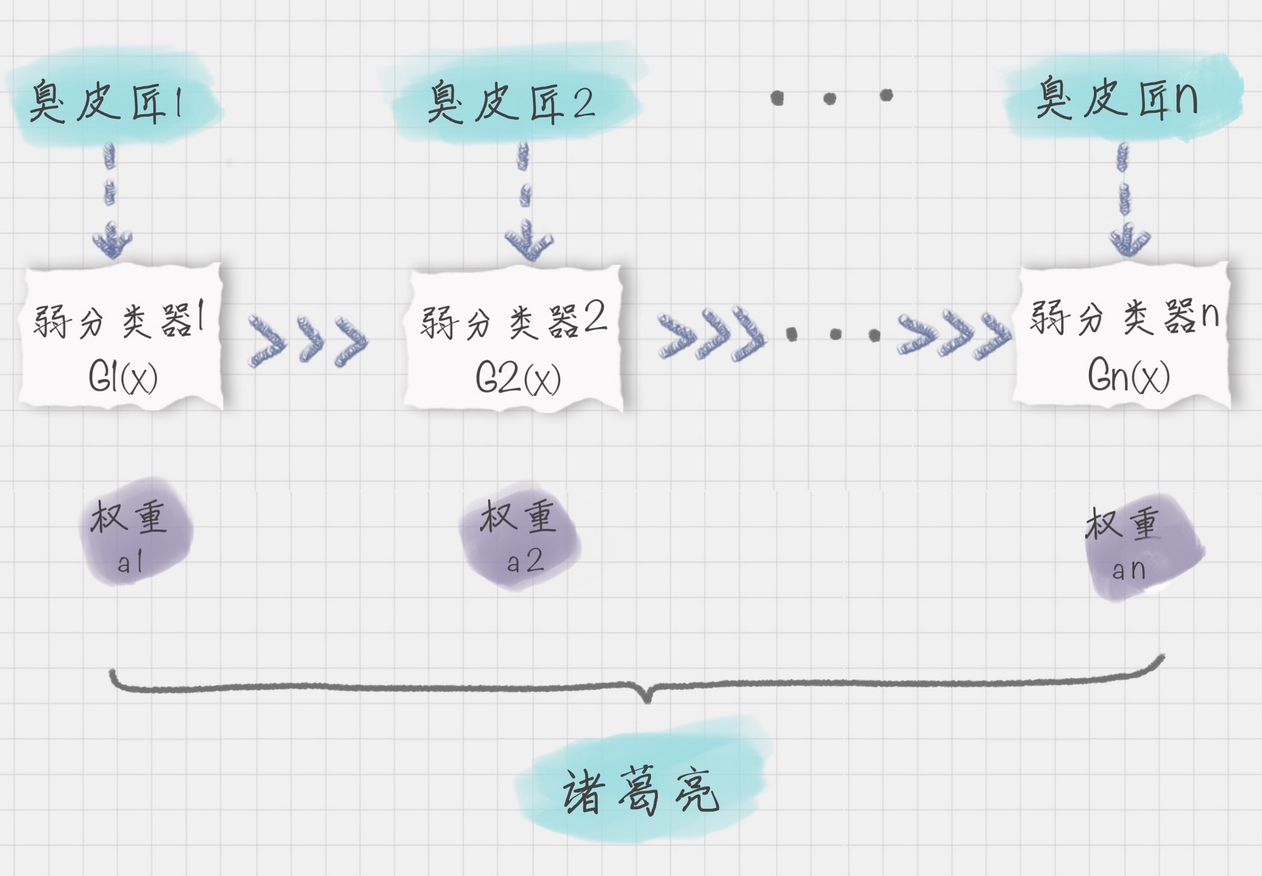 臭皮匠1
臭皮匠2
臭皮匠n
弱分类器1
G1(x)
弱分类器2
G2(x)
弱分类器n
Gn(x)
权重
a1
权重
a2
权重
an
诸葛亮